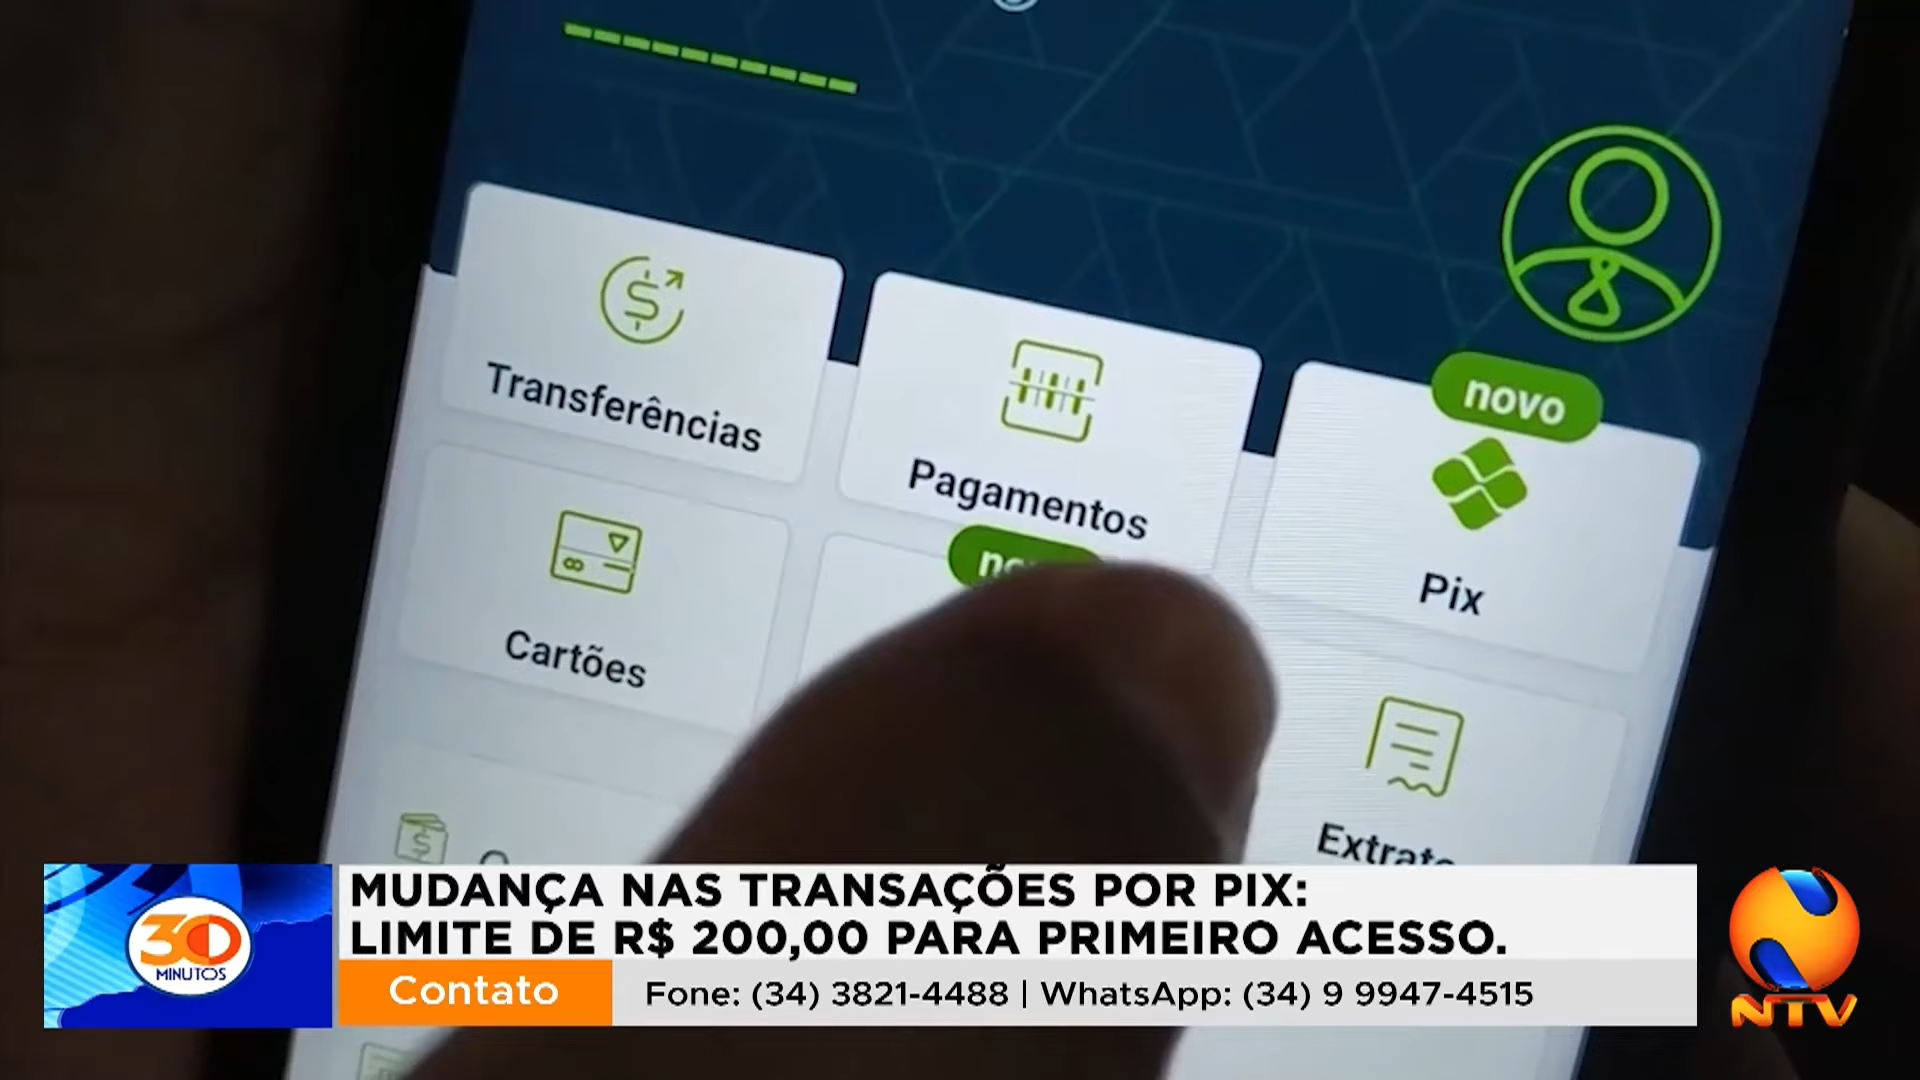 novo
Transferências
Pagamentos
Pix
Cartões
MUDANÇA NAS TRANSAÇÕES POR PIX:
LIMITE DE R$ 200,00 PARA PRIMEIRO ACESSO.
30
MINUTOS
Contato
Fone: (34) 3821-4488 | WhatsApp: (34) 9 9947-4515
NTV